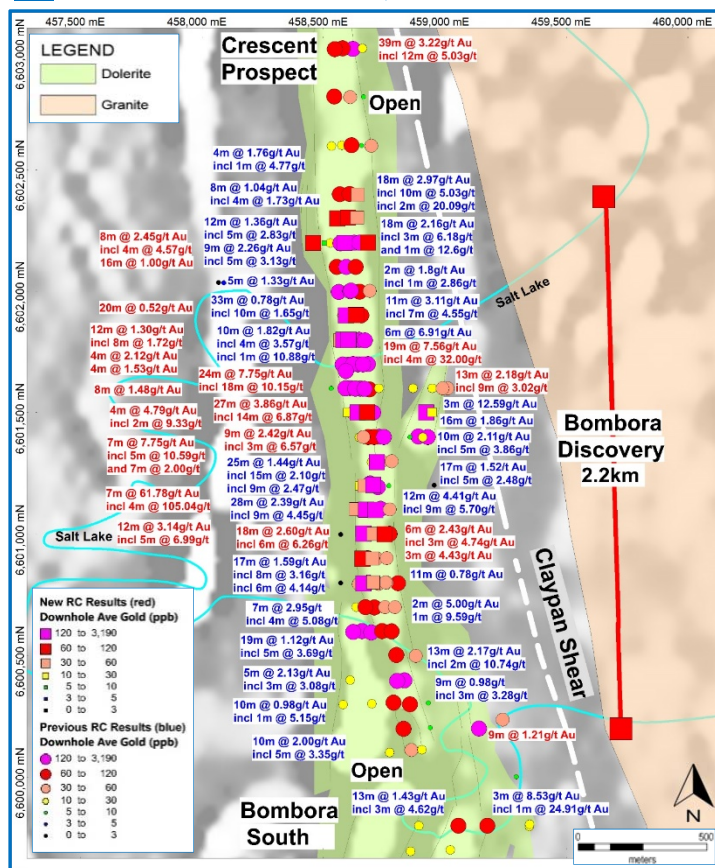 457,500 mE
458,000 mE
458,500 mE
459,000 mE
459,500 mE
460,000 mE
6,603,000 mN
6,602,500 mN
6,602,000 mN
6,601,500 mN
6,601,000 mN
6,600,500 mN
6,600,000 mN
LEGEND
Dolerite
Granite
Crescent
Prospect
39m @ 3.22g/t Au
incl 12m @ 5.03g/t
Open
4m @ 1.76g/t Au
incl 1m @ 4.77g/t
8m @ 1.04g/t Au
incl 4m @ 1.73g/t Au
18m @ 2.97g/t Au
incl 10m @ 5.03g/t
incl 2m @ 20.09g/t
12m @ 1.36g/t Au
incl 5m @ 2.83g/t
9m @ 2.26g/t Au
incl 5m @ 3.13g/t
18m @ 2.16g/t Au
incl 3m @ 6.18g/t
and 1m @ 12.6g/t
8m @ 2.45g/t Au
incl 4m @ 4.57g/t
16m @ 1.00g/t Au
5m @ 1.33g/t Au
2m @ 1.8g/t Au
incl 1m @ 2.86g/t
Salt Lake
20m @ 0.52g/t Au
33m @ 0.78g/t Au
incl 10m @ 1.65g/t
11m @ 3.11g/t Au
incl 7m @ 4.55g/t
12m @ 1.30g/t Au
incl 8m @ 1.72g/t
4m @ 2.12g/t Au
4m @ 1.53g/t Au
10m @ 1.82g/t Au
incl 4m @ 3.57g/t
incl 1m @ 10.88g/t
6m @ 6.91g/t Au
19m @ 7.56g/t Au
incl 4m @ 32.00g/t
24m @ 7.75g/t Au
incl 18m @ 10.15g/t
13m @ 2.18g/t Au
incl 9m @ 3.02g/t
8m @ 1.48g/t Au
27m @ 3.86g/t Au
incl 14m @ 6.87g/t
3m @ 12.59g/t Au
4m @ 4.79g/t Au
incl 2m @ 9.33g/t
16m @ 1.86g/t Au
9m @ 2.42g/t Au
incl 3m @ 6.57g/t
10m @ 2.11g/t Au
incl 5m @ 3.86g/t
7m @ 7.75g/t Au
incl 5m @ 10.59g/t
and 7m @ 2.00g/t
25m @ 1.44g/t Au
incl 15m @ 2.10g/t
incl 9m @ 2.47g/t
17m @ 1.52/t Au
incl 5m @ 2.48g/t
Bombora
Discovery
2.2km
7m @ 61.78g/t Au
incl 4m @ 105.04g/t
28m @ 2.39g/t Au
incl 9m @ 4.45g/t
12m @ 4.41g/t Au
incl 9m @ 5.70g/t
12m @ 3.14g/t Au
incl 5m @ 6.99g/t
Salt Lake
18m @ 2.60g/t Au
incl 6m @ 6.26g/t
6m @ 2.43g/t Au
incl 3m @ 4.74g/t Au
3m @ 4.43g/t Au
17m @ 1.59g/t Au
incl 8m @ 3.16g/t
incl 6m @ 4.14g/t
11m @ 0.78g/t Au
Claypan Shear
7m @ 2.95g/t
incl 4m @ 5.08g/t
2m @ 5.00g/t Au
1m @ 9.59g/t
19m @ 1.12g/t Au
incl 5m @ 3.69g/t
13m @ 2.17g/t Au
incl 2m @ 10.74g/t
5m @ 2.13g/t Au
incl 3m @ 3.08g/t
9m @ 0.98g/t Au
incl 3m @ 3.28g/t
10m @ 0.98g/t Au
incl 1m @ 5.15g/t
9m @ 1.21g/t Au
10m @ 2.00g/t Au
incl 5m @ 3.35g/t
Open
13m @ 1.43g/t Au
incl 3m @ 4.62g/t
3m @ 8.53g/t Au
incl 1m @ 24.91g/t Au
Bombora
South
New RC Results (red)
Downhole Ave Gold (ppb)
120 to 3,190
60 to 120
30 to 60
10 to 30
5 to 10
3 to 5
0 to 3
Previous RC Results (blue)
Downhole Ave Gold (ppb)
120 to 3,190
60 to 120
30 to 60
10 to 30
5 to 10
3 to 5
0 to 3
N
0
500
meters